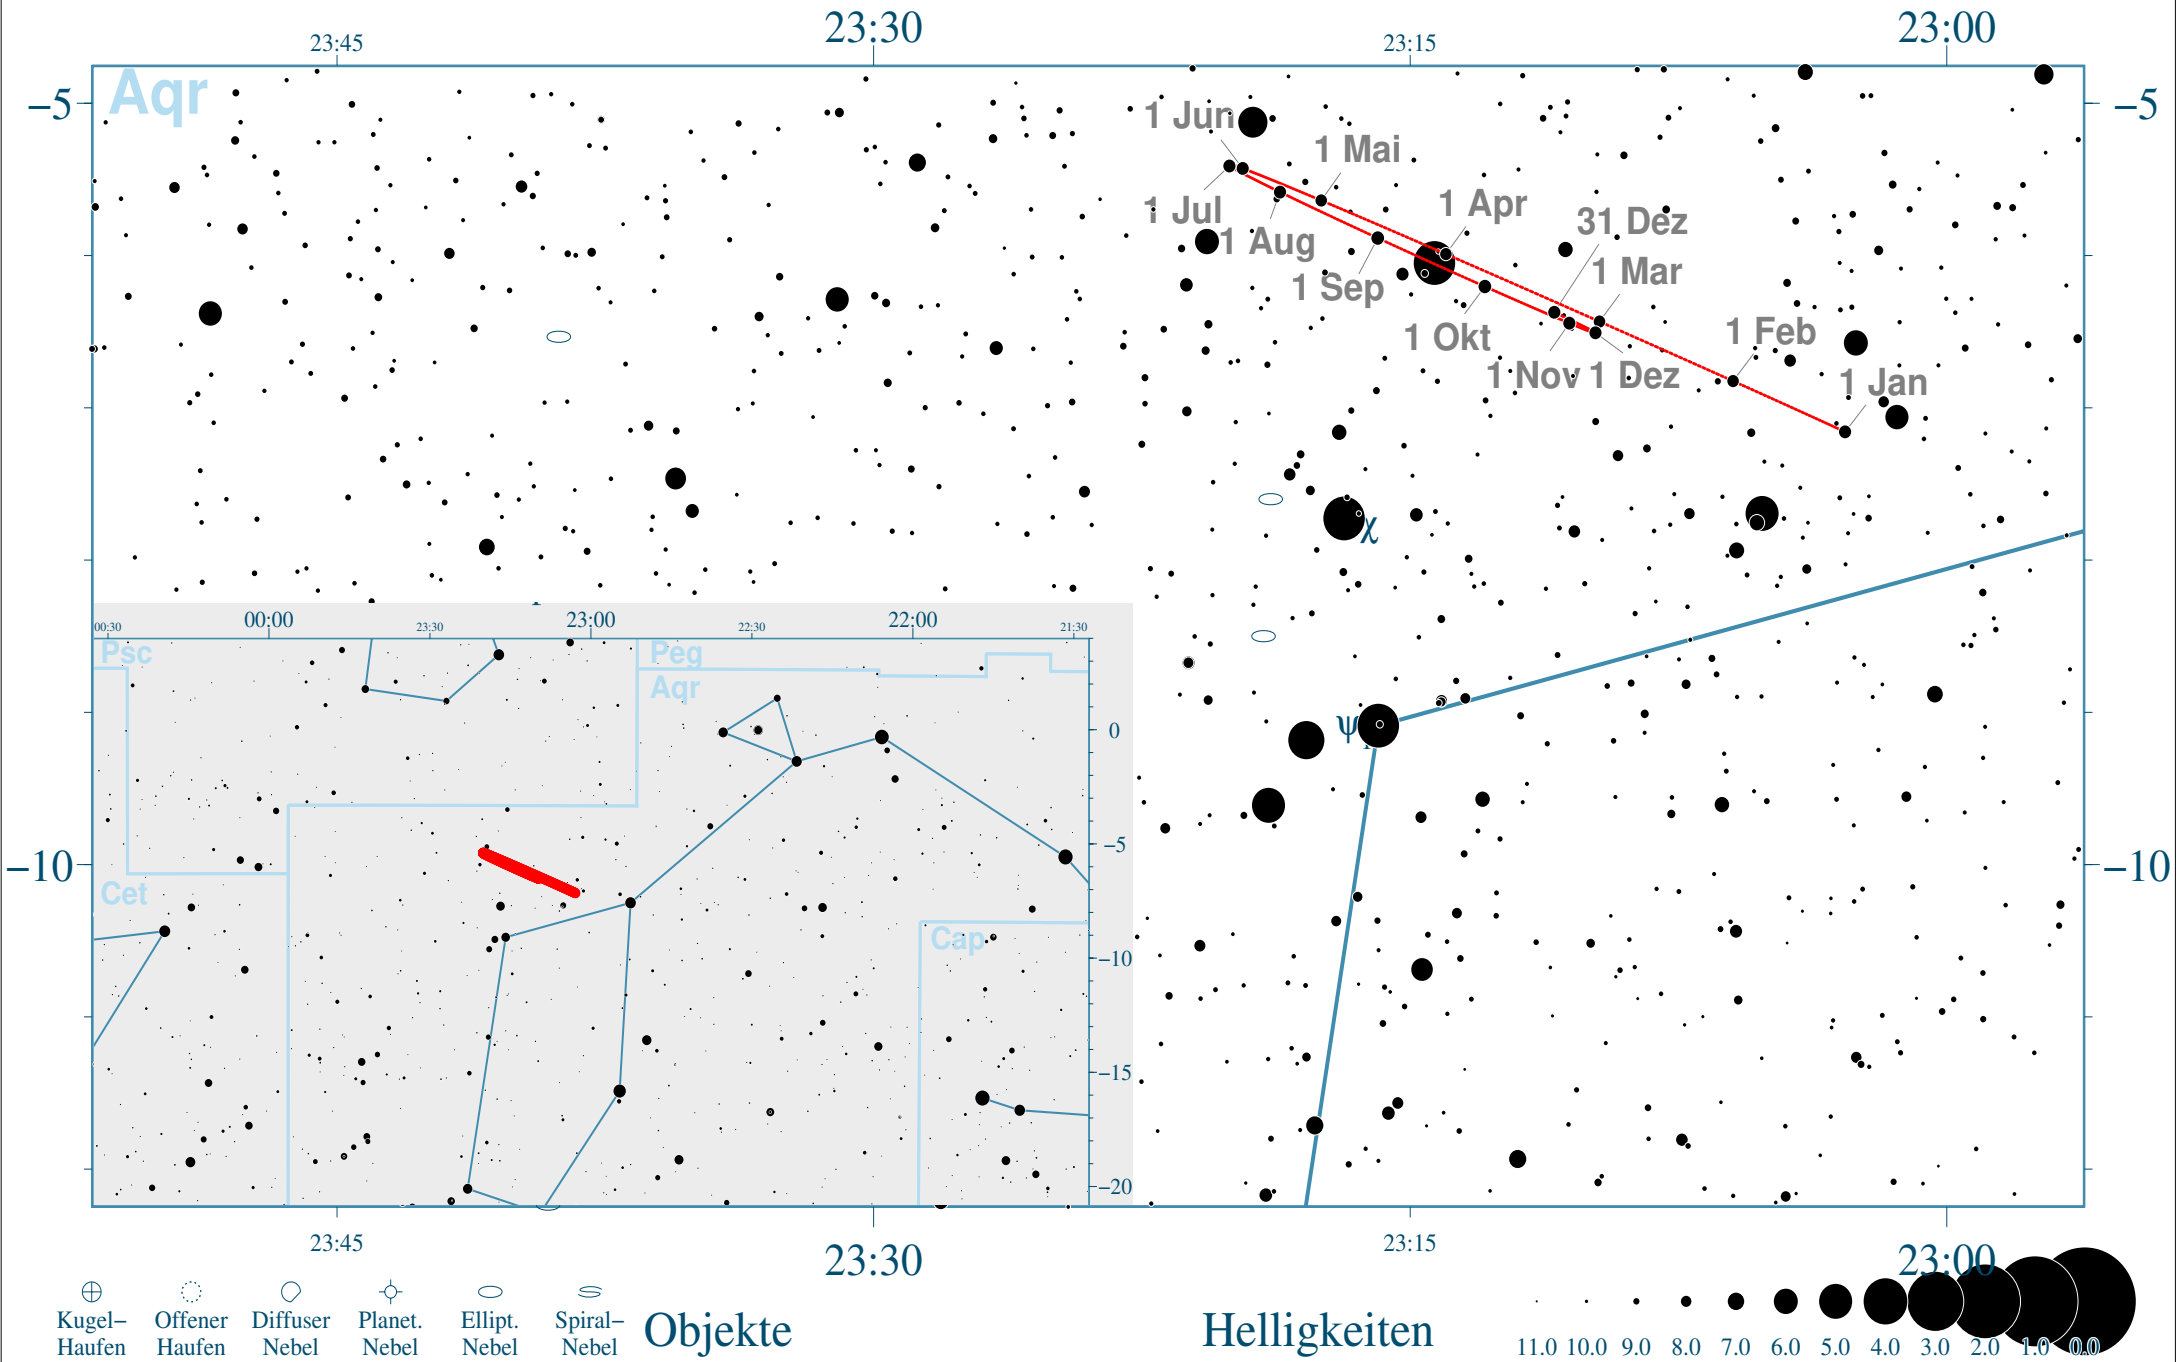 23:45 23:30 23:15 23:00
Aqr
−5 −5
1 Jun
1 Mai
1 Jul
1 Apr
31 Dez
1 Aug
1 Mar
1 Sep
1 Okt
1 Feb
1 Nov 1 Dez
1 Jan
χ
ψ1
−10 −10
00:30 00:00 23:30 23:00 22:30 22:00 21:30
Psc
Peg
Aqr
0
−5
Cet
Cap
−10
−15
−20
23:45 23:30 23:15 23:00
Kugel−
Haufen
Offener
Haufen
Diffuser
Nebel
Planet.
Nebel
Ellipt.
Nebel
Spiral−
Nebel
Objekte
Helligkeiten
11.0 10.0 9.0 8.0 7.0 6.0 5.0 4.0 3.0 2.0 1.0 0.0